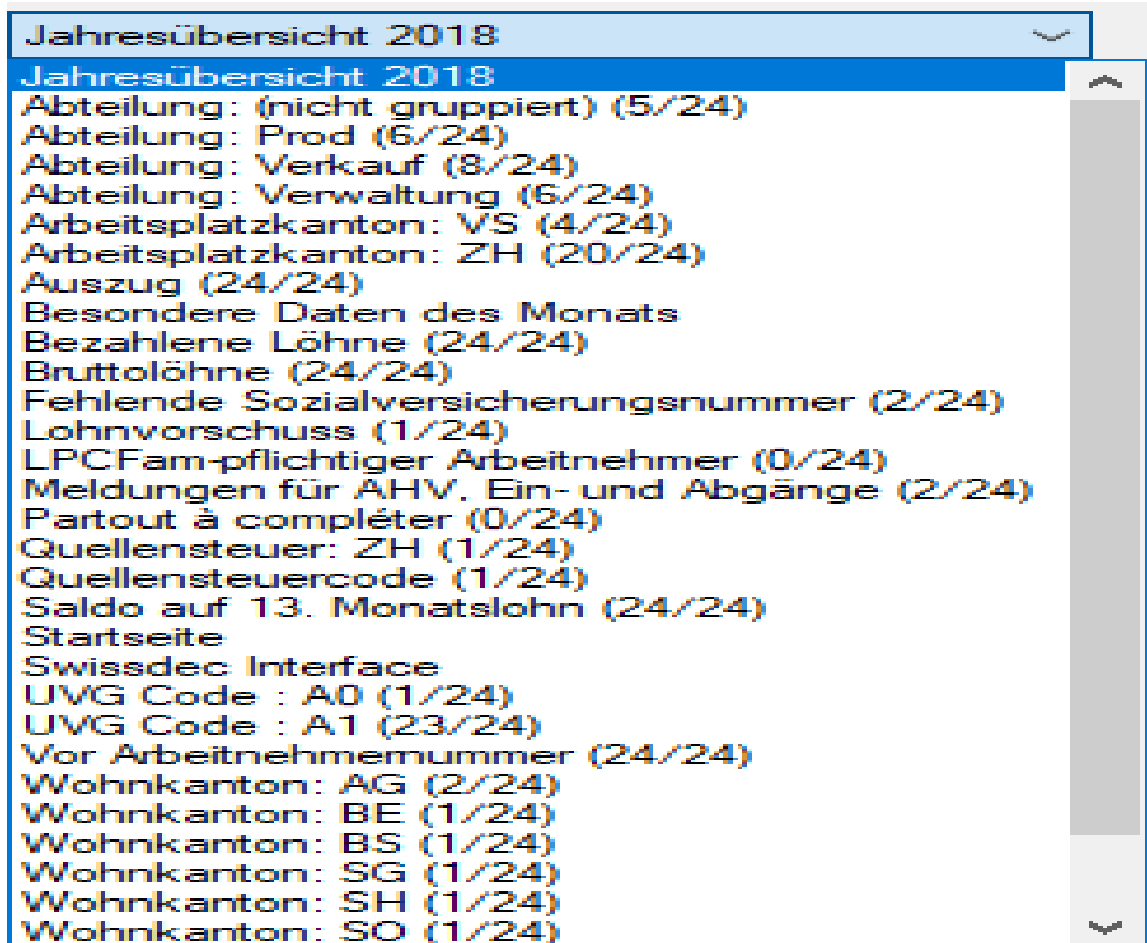 Jahresübersicht 2018
Jahresübersicht 2018
Abteilung: (nicht gruppiert) (5/24)
Abteilung: Prod (6/24)
Abteilung: Verkauf (8/24)
Abteilung: Verwaltung (6/24)
Arbeitsplatzkanton: VS (4/24)
Arbeitsplatzkanton: ZH (20/24)
Auszug (24/24)
Besondere Daten des Monats
Bezahlene Löhne (24/24)
Bruttolöhne (24/24)
Fehlende Sozialversicherungsnummer (2/24)
Lohnvorschuss (1/24)
LPCFam-pflichtiger Arbeitnehmer (0/24)
Meldungen für AHV, Ein- und Abgänge (2/24)
Partout à compléter (0/24)
Quellensteuer: ZH (1/24)
Quellensteuercode (1/24)
Saldo auf 13. Monatslohn (24/24)
Startseite
Swissdec Interface
UVG Code : A0 (1/24)
UVG Code : A1 (23/24)
Vor Arbeitnehmernummer (24/24)
Wohnkanton: AG (2/24)
Wohnkanton: BE (1/24)
Wohnkanton: BS (1/24)
Wohnkanton: SG (1/24)
Wohnkanton: SH (1/24)
Wohnkanton: SO (1/24)